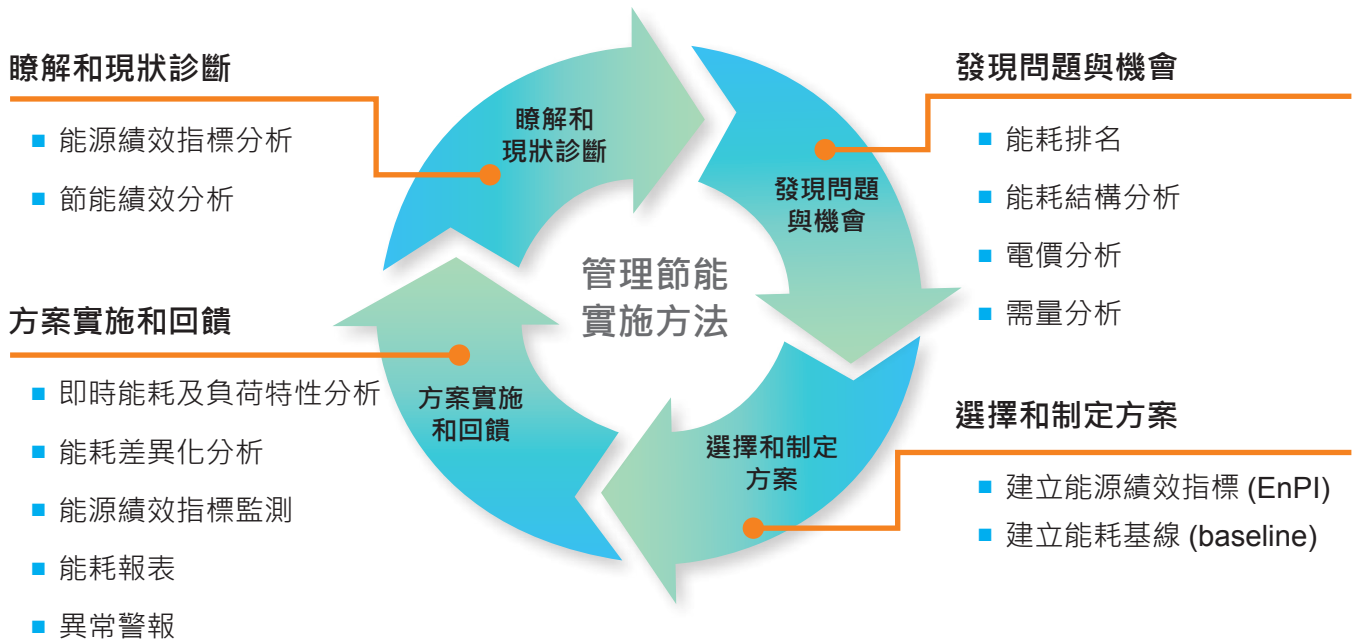 瞭解和現狀診斷
能源績效指標分析
節能績效分析
方案實施和回饋
即時能耗及負荷特性分析
能耗差異化分析
能源績效指標監測
能耗報表
異常警報
瞭解和
現狀診斷
發現問題
與機會
管理節能
實施方法
方案實施
和回饋
選擇和制定
方案
發現問題與機會
能耗排名
能耗結構分析
電價分析
需量分析
選擇和制定方案
建立能源績效指標 (EnPI)
建立能耗基線 (baseline)